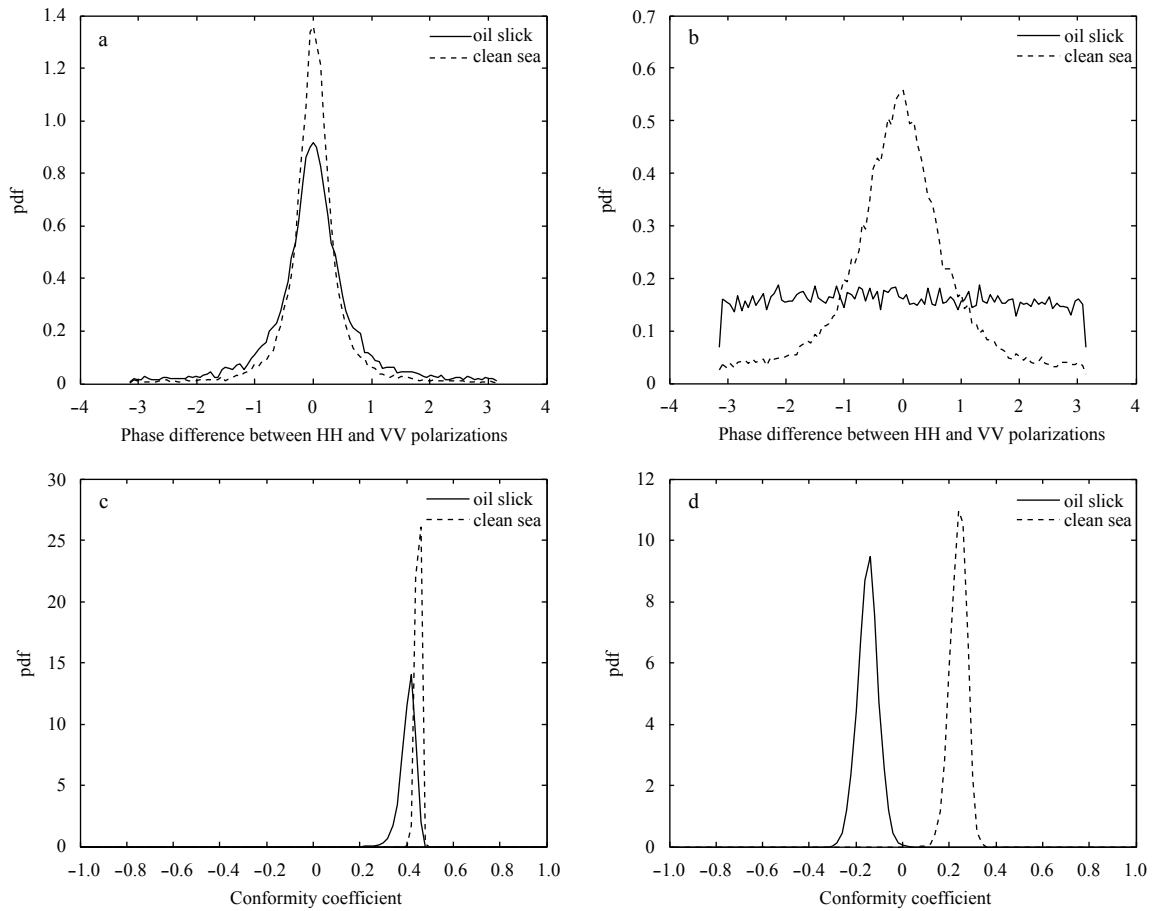 a
oil slick
clean sea
1.4
1.2
1.0
0.8
0.6
0.4
0.2
0
pdf
−4 −3 −2 −1 0 1 2 3 4
Phase difference between HH and VV polarizations
b
oil slick
clean sea
0.7
0.6
0.5
0.4
0.3
0.2
0.1
0
pdf
−4 −3 −2 −1 0 1 2 3 4
Phase difference between HH and VV polarizations
c
oil slick
clean sea
30
25
20
15
10
5
0
pdf
−1.0 −0.8 −0.6 −0.4 −0.2 0 0.2 0.4 0.6 0.8 1.0
Conformity coefficient
d
oil slick
clean sea
12
10
8
6
4
2
0
pdf
−1.0 −0.8 −0.6 −0.4 −0.2 0 0.2 0.4 0.6 0.8 1.0
Conformity coefficient